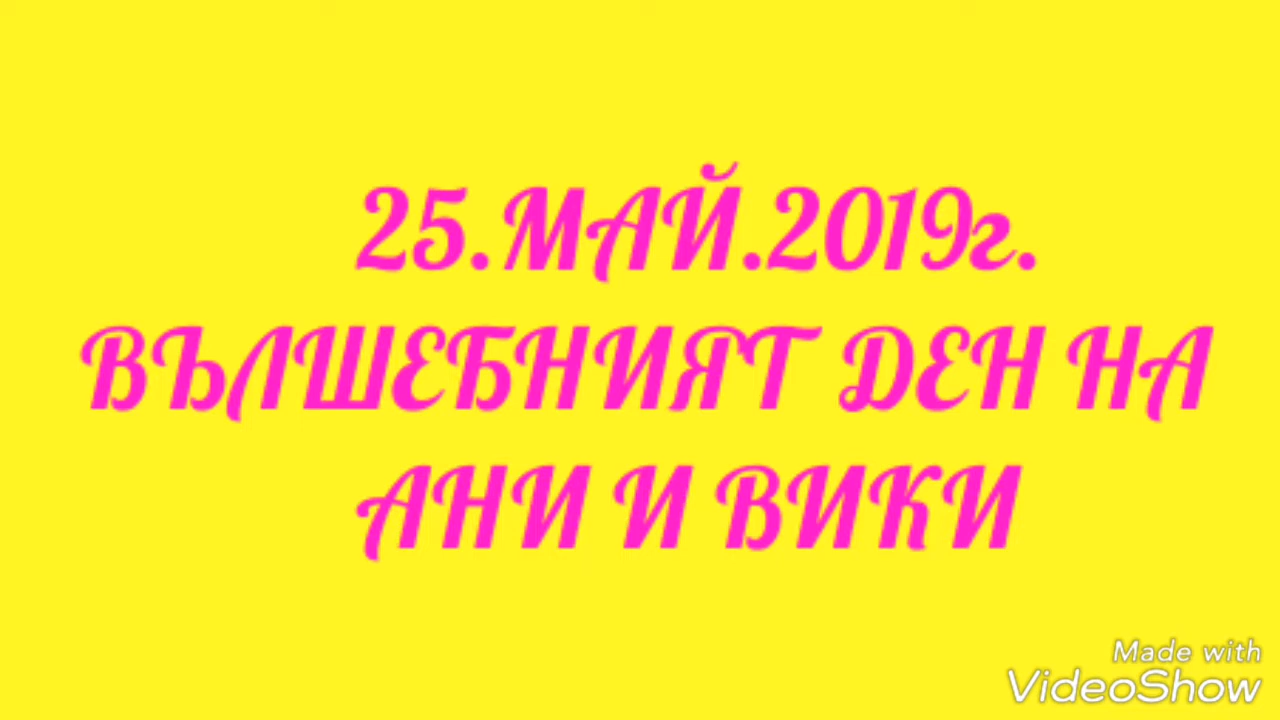 25.МАЙ.2019г.
ВЪЛШЕБНИЯТ ДЕН НА
АНИ И ВИКИ
Made with
VideoShow